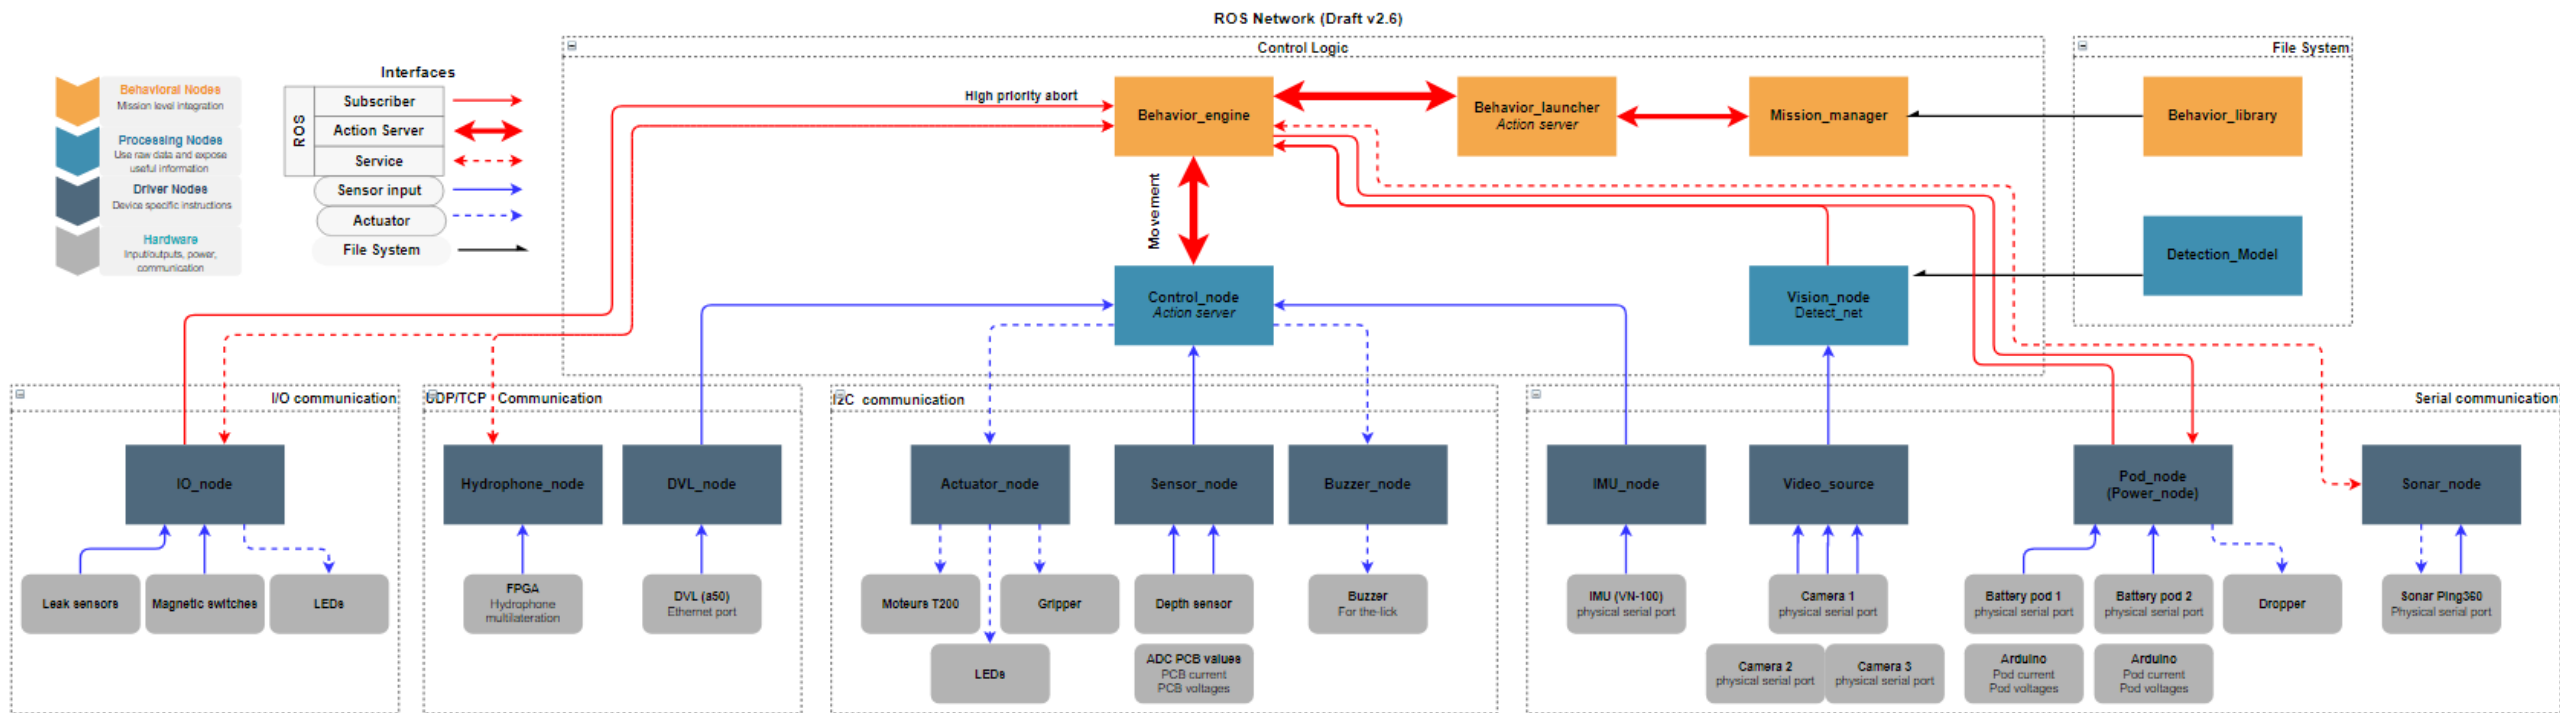 ROS Network (Draft v2.6)
Behavioral Nodes
Mission level integration
Processing Nodes
Use raw data and expose
useful information
Driver Nodes
Device specific instructions
Hardware
Input/outputs, power,
communication
Interfaces
ROS
Subscriber
Action Server
Service
Sensor input
Actuator
File System
Control Logic
High priority abort
Behavior_engine
Behavior_launcher
Action server
Mission_manager
Movement
Control_node
Action server
Vision_node
Detect_net
File System
Behavior_library
Detection_Model
I/O communication
IO_node
Leak sensors
Magnetic switches
LEDs
UDP/TCP Communication
Hydrophone_node
DVL_node
FPGA
Hydrophone
multilateration
DVL (a50)
Ethernet port
I2C communication
Actuator_node
Sensor_node
Buzzer_node
Moteurs T200
Gripper
LEDs
Depth sensor
ADC PCB values
PCB current
PCB voltages
Buzzer
For the-lick
Serial communication
IMU_node
Video_source
Pod_node
(Power_node)
Sonar_node
IMU (VN-100)
physical serial port
Camera 1
physical serial port
Camera 2
physical serial port
Camera 3
physical serial port
Battery pod 1
physical serial port
Battery pod 2
physical serial port
Dropper
Arduino
Pod current
Pod voltages
Arduino
Pod current
Pod voltages
Sonar Ping360
Physical serial port